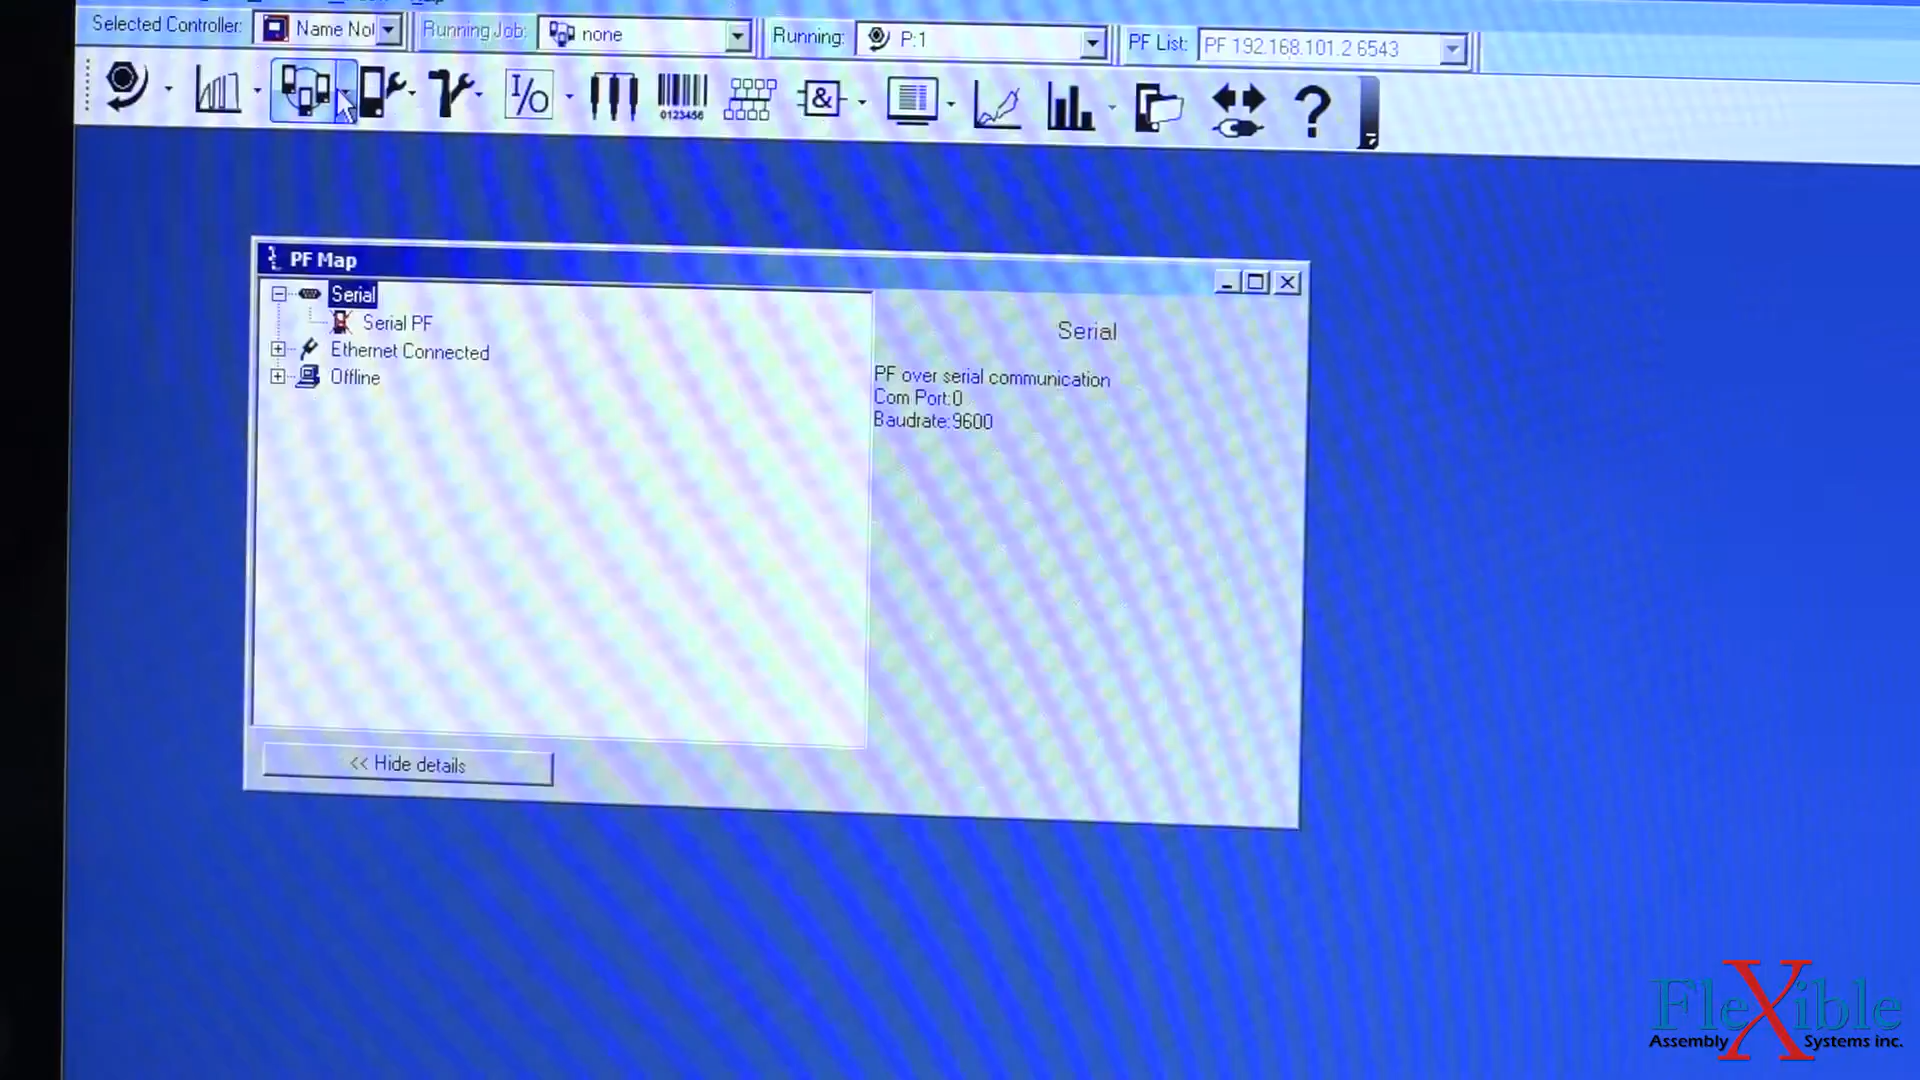 Selected Controller: Name Nol Running Job: none Running: P:1 PF List: PF 192.168.101.2 6543
I/O 0123456 & ?
PF Map
Serial
Serial PF
Ethernet Connected
Offline
Serial
PF over serial communication
Com Port:0
Baudrate:9600
<< Hide details
Flexible
Assembly Systems inc.